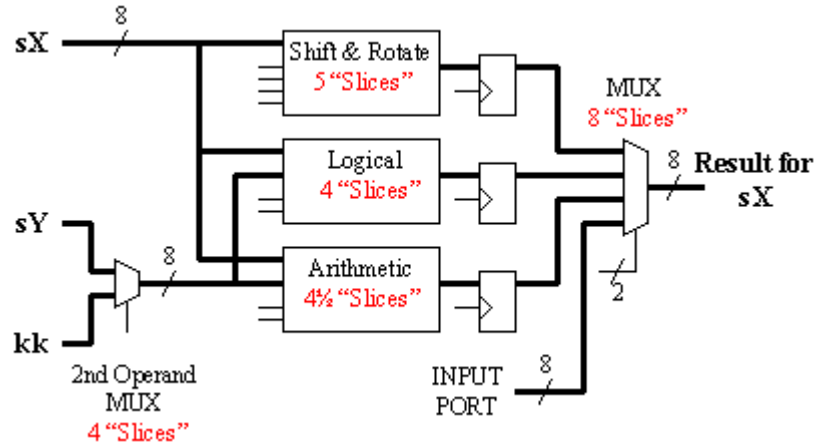 8
sX
Shift & Rotate
5 “Slices”
MUX
8 “Slices”
Logical
4 “Slices”
8
Result for
sX
sY
8
Arithmetic
4½ “Slices”
2
kk
2nd Operand
MUX
4 “Slices”
INPUT
PORT
8